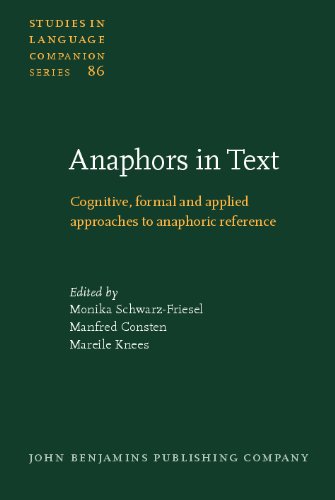 STUDIES IN
LANGUAGE
COMPANION
SERIES 86
Anaphors in Text
Cognitive, formal and applied
approaches to anaphoric reference
Edited by
Monika Schwarz-Friesel
Manfred Consten
Mareile Knees
JOHN BENJAMINS PUBLISHING COMPANY